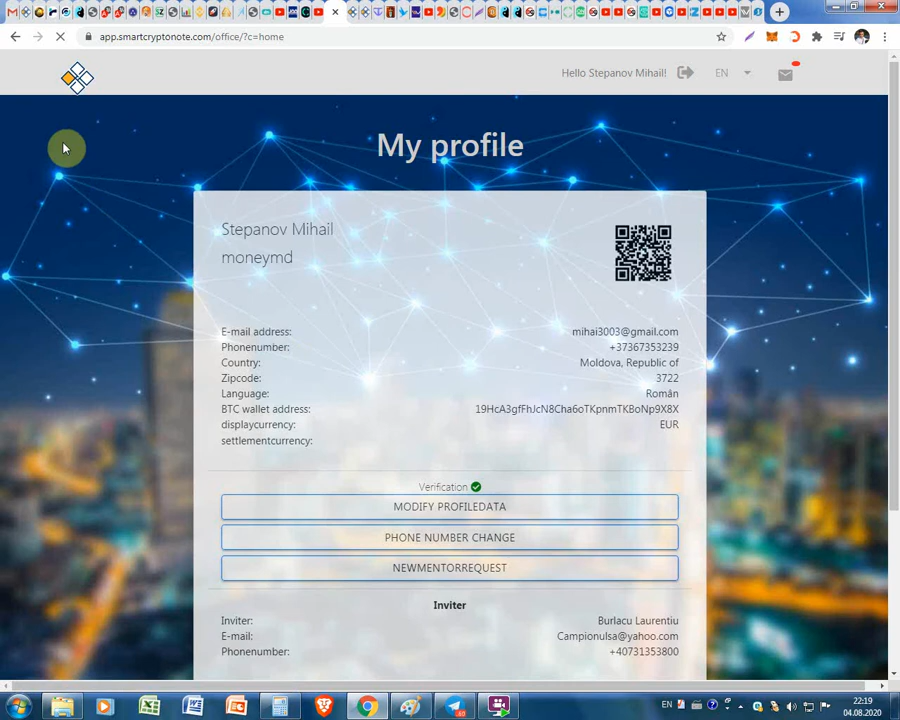 app.smartcryptonote.com/office/?c=home
Hello Stepanov Mihail!
EN
My profile
Stepanov Mihail
moneymd
E-mail address: mihai3003@gmail.com
Phonenumber: +37367353239
Country: Moldova, Republic of
Zipcode: 3722
Language: Român
BTC wallet address: 19HcA3gfFhJcN8Cha6oTKpnmTKBoNp9X8X
displaycurrency: EUR
settlementcurrency:
Verification
MODIFY PROFILEDATA
PHONE NUMBER CHANGE
NEWMENTORREQUEST
Inviter
Inviter: Burlacu Laurentiu
E-mail: Campionulsa@yahoo.com
Phonenumber: +40731353800
EN
22:19
04.08.2020